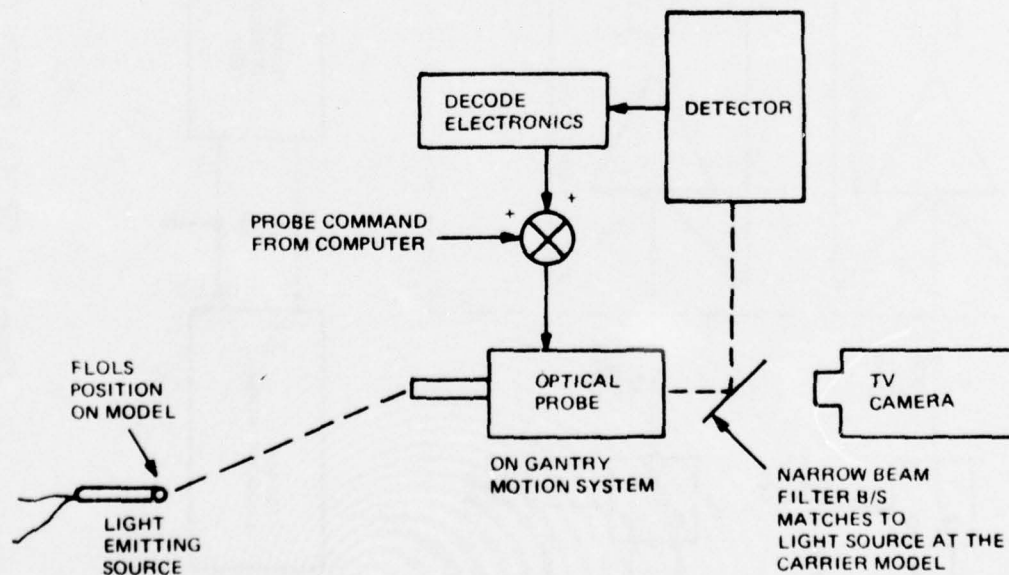 DECODE
ELECTRONICS
DETECTOR
+
+
PROBE COMMAND
FROM COMPUTER
FLOLS
POSITION
ON MODEL
OPTICAL
PROBE
TV
CAMERA
ON GANTRY
MOTION SYSTEM
LIGHT
EMITTING
SOURCE
NARROW BEAM
FILTER B/S
MATCHES TO
LIGHT SOURCE AT THE
CARRIER MODEL